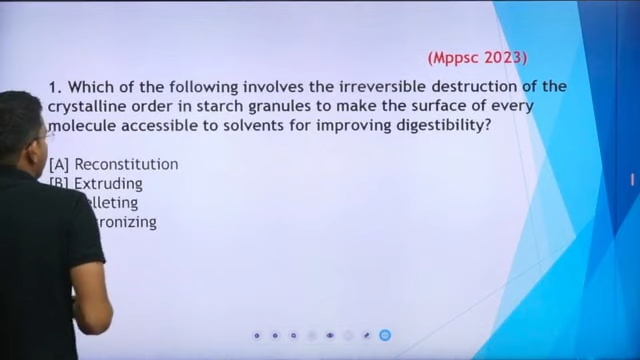 (Mppsc 2023)
1. Which of the following involves the irreversible destruction of the
crystalline order in starch granules to make the surface of every
molecule accessible to solvents for improving digestibility?
[A] Reconstitution
[B] Extruding